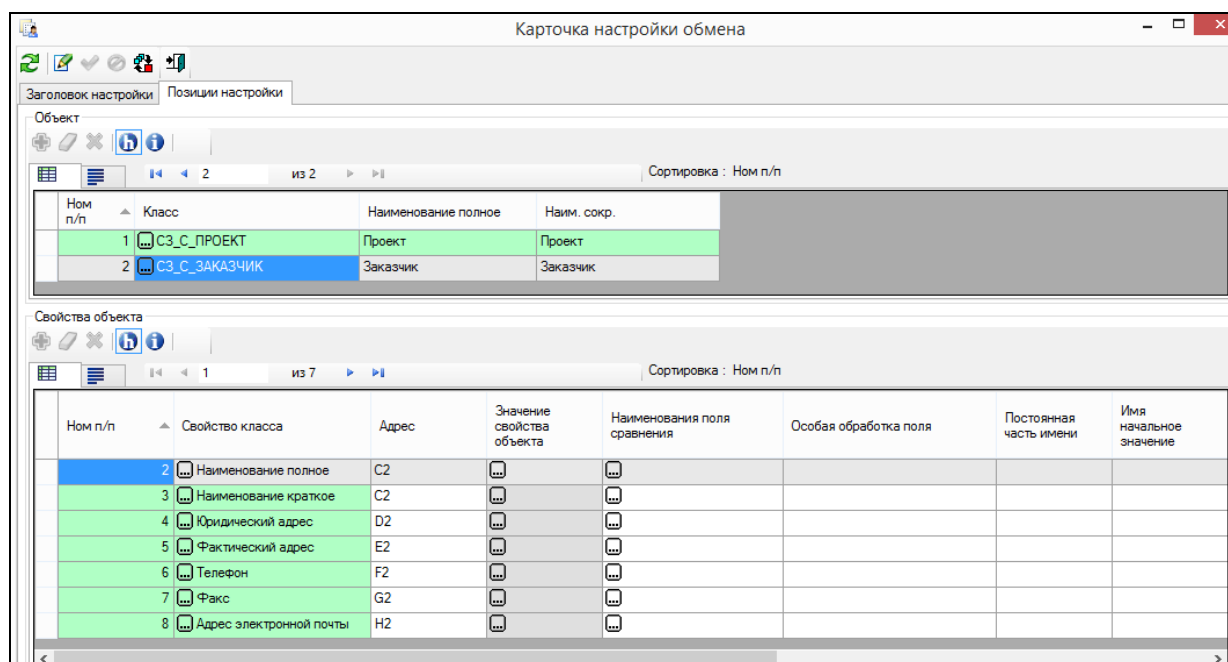 Карточка настройки обмена
Заголовок настройки Позиции настройки
Объект
2 из 2 Сортировка : Ном п/п
Ном п/п Класс Наименование полное Наим. сокр.
1 ... СЗ_С_ПРОЕКТ Проект Проект
2 ... СЗ_С_ЗАКАЗЧИК Заказчик Заказчик
Свойства объекта
1 из 7 Сортировка : Ном п/п
Ном п/п Свойство класса Адрес Значение свойства объекта Наименования поля сравнения Особая обработка поля Постоянная часть имени Имя начальное значение
2 ... Наименование полное C2 ... ...
3 ... Наименование краткое C2 ... ...
4 ... Юридический адрес D2 ... ...
5 ... Фактический адрес E2 ... ...
6 ... Телефон F2 ... ...
7 ... Факс G2 ... ...
8 ... Адрес электронной почты H2 ... ...